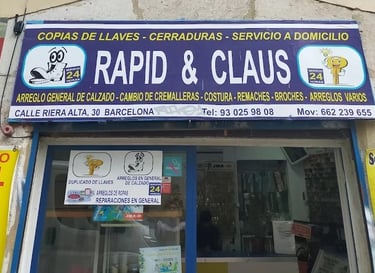 COPIAS DE LLAVES - CERRADURAS - SERVICIO A DOMICILIO
24
RAPID & CLAUS
ARREGLO GENERAL DE CALZADO - CAMBIO DE CREMALLERAS - COSTURA - REMACHES - BROCHES - ARREGLOS VARIOS
CALLE RIERA ALTA, 30 BARCELONA Tel: 93 025 98 08 Mov: 662 239 655
DUPLICADO DE LLAVES
ARREGLOS EN GENERAL
DE CALZADO
24
ARREGLOS DE ROPAS
REPARACIONES EN GENERAL